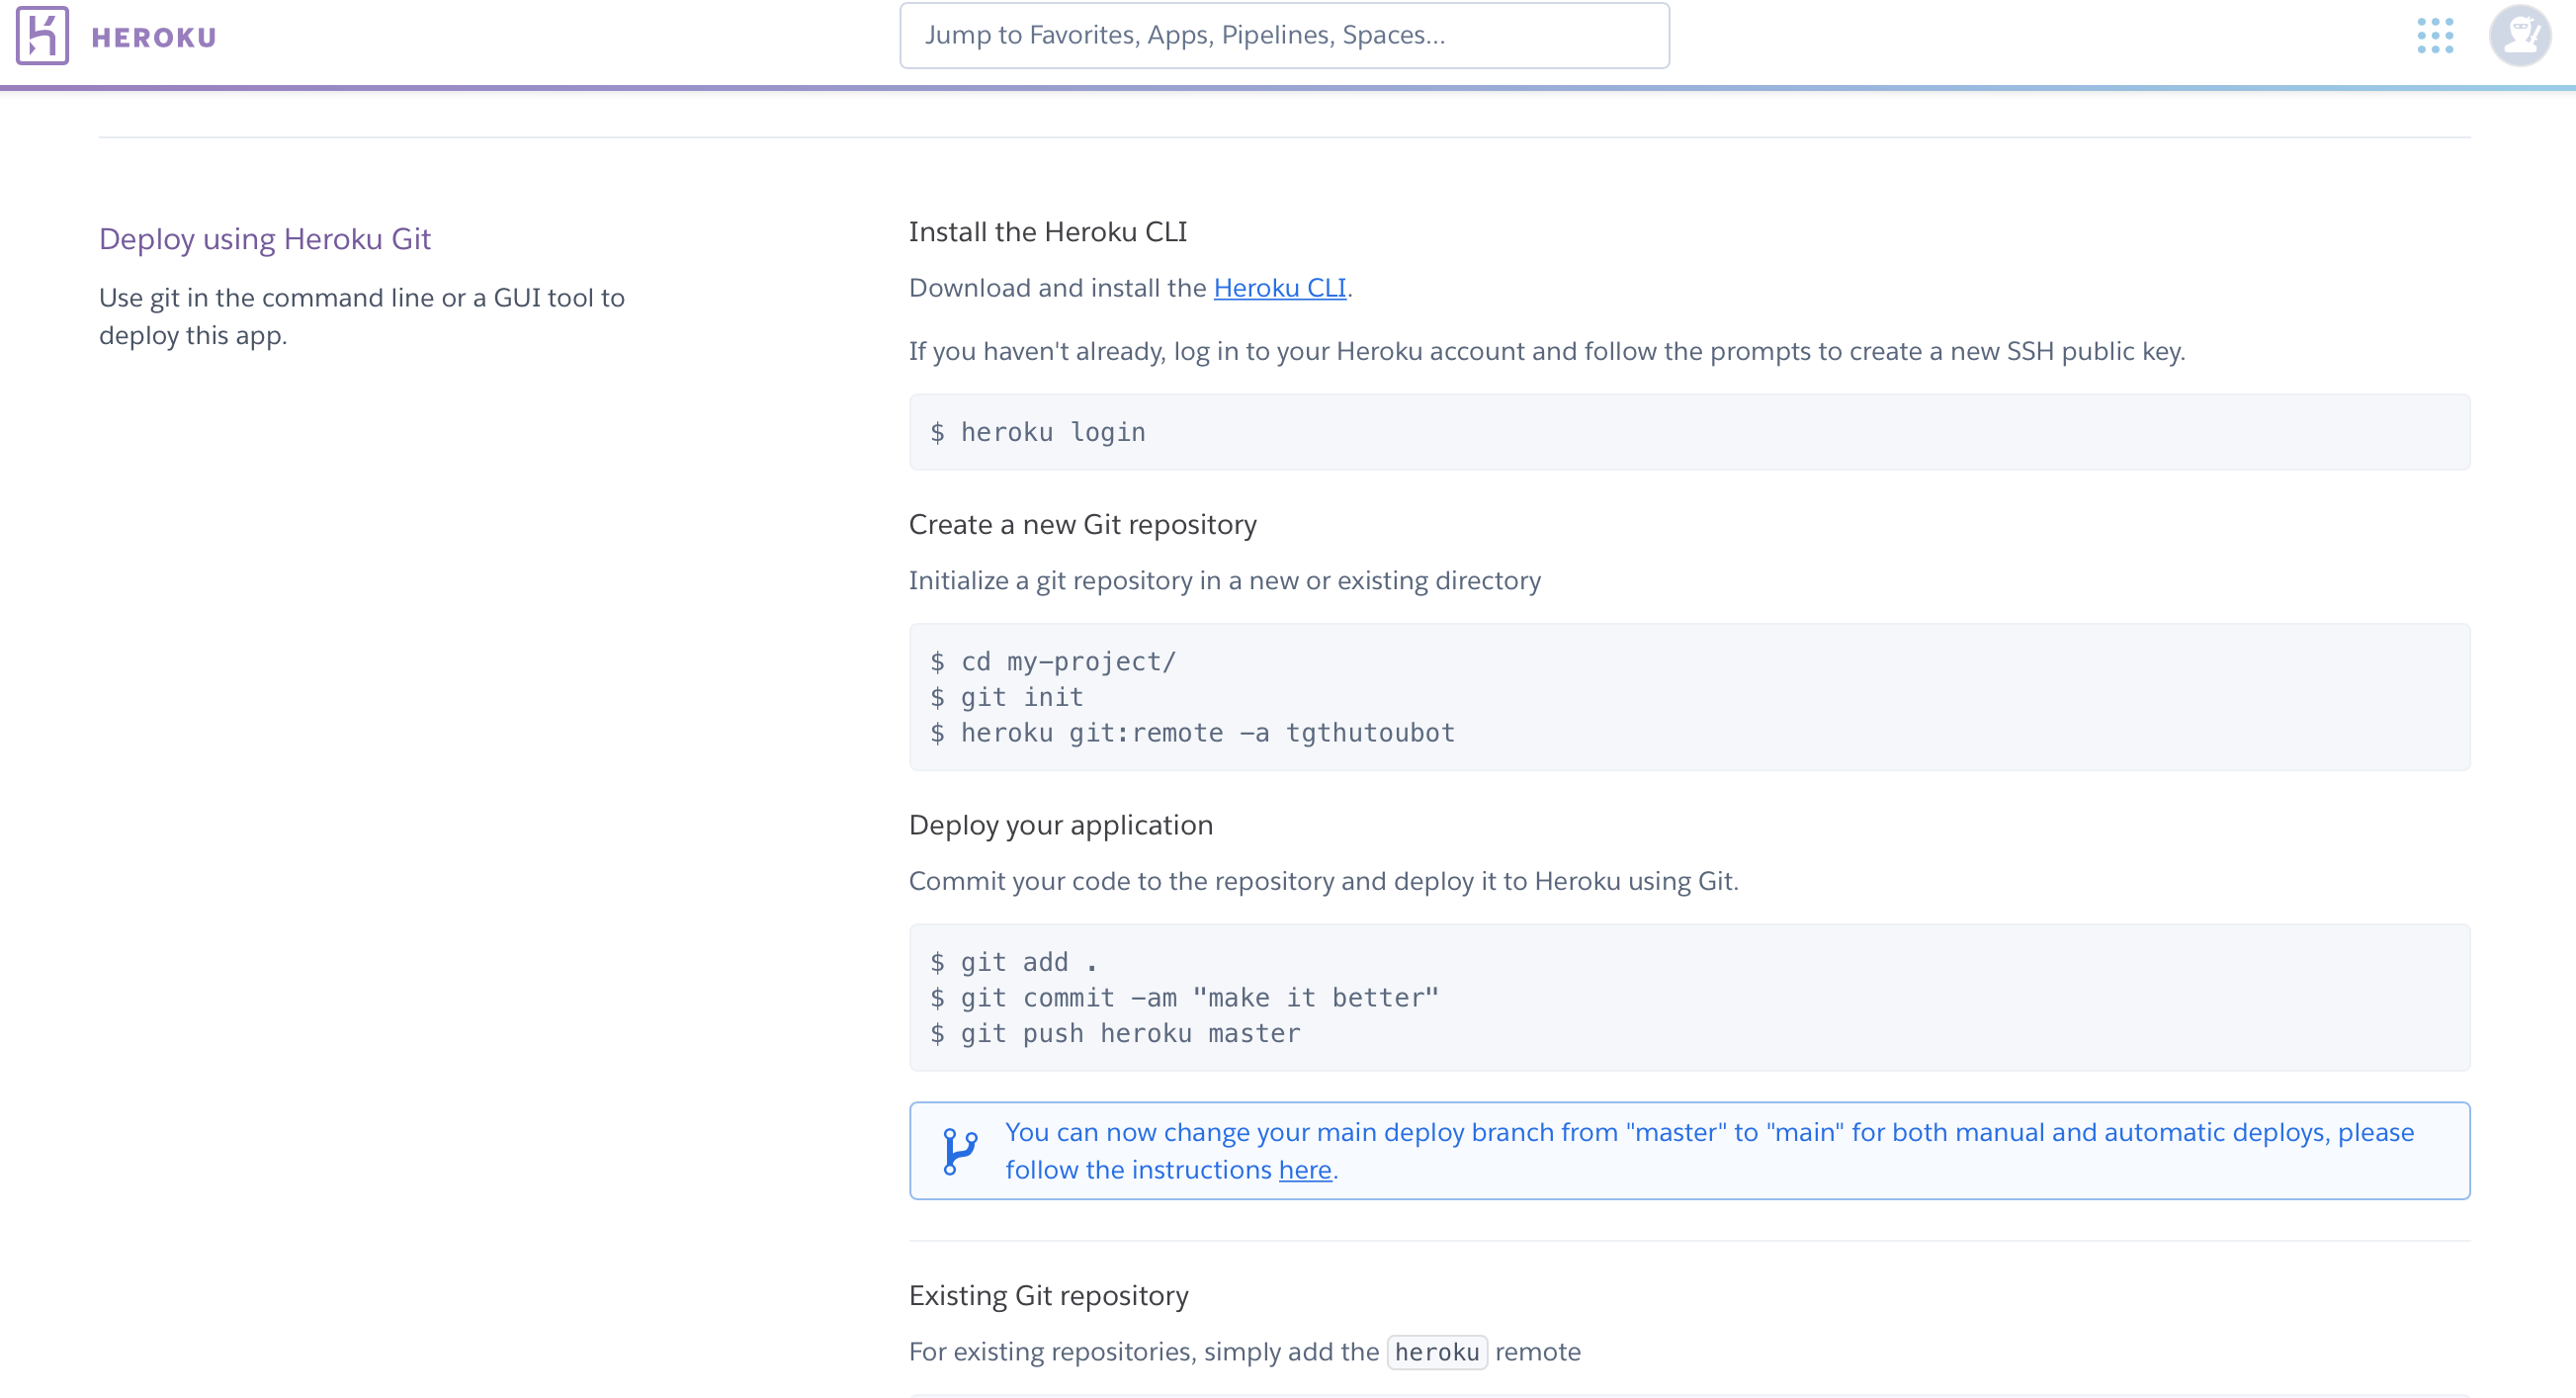 HEROKU
Jump to Favorites, Apps, Pipelines, Spaces...
Deploy using Heroku Git
Use git in the command line or a GUI tool to
deploy this app.
Install the Heroku CLI
Download and install the Heroku CLI.
If you haven't already, log in to your Heroku account and follow the prompts to create a new SSH public key.
$ heroku login
Create a new Git repository
Initialize a git repository in a new or existing directory
$ cd my-project/
$ git init
$ heroku git:remote -a tgthutoubot
Deploy your application
Commit your code to the repository and deploy it to Heroku using Git.
$ git add .
$ git commit -am "make it better"
$ git push heroku master
You can now change your main deploy branch from "master" to "main" for both manual and automatic deploys, please
follow the instructions here.
Existing Git repository
For existing repositories, simply add the heroku remote